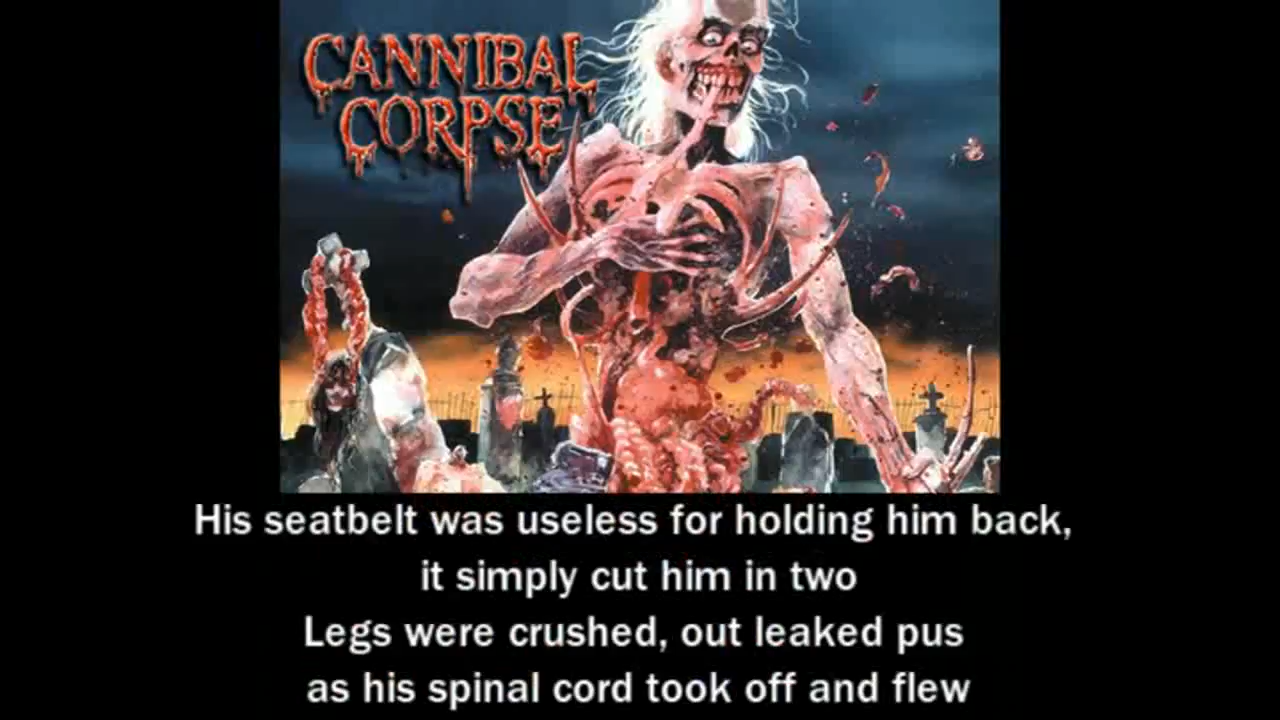 CANNIBAL
CORPSE
His seatbelt was useless for holding him back,
it simply cut him in two
Legs were crushed, out leaked pus
as his spinal cord took off and flew